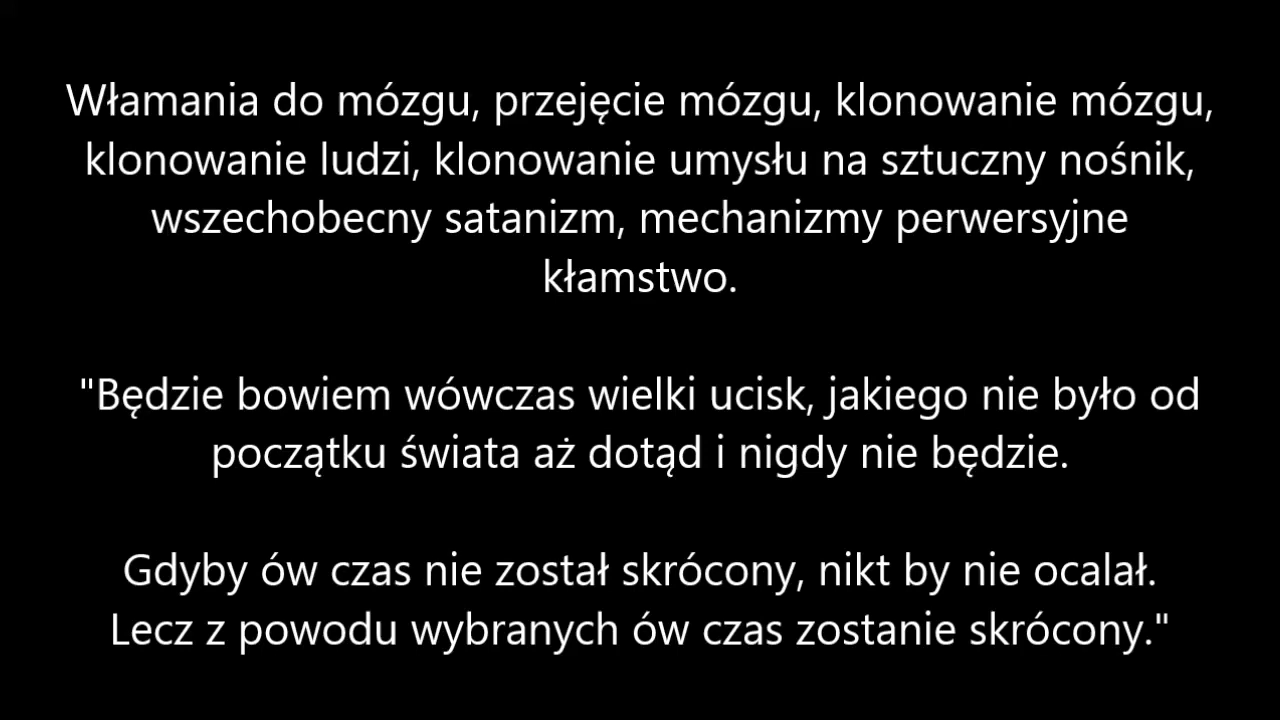 Włamania do mózgu, przejęcie mózgu, klonowanie mózgu,
klonowanie ludzi, klonowanie umysłu na sztuczny nośnik,
wszechobecny satanizm, mechanizmy perwersyjne
kłamstwo.
"Będzie bowiem wówczas wielki ucisk, jakiego nie było od
początku świata aż dotąd i nigdy nie będzie.
Gdyby ów czas nie został skrócony, nikt by nie ocalał.
Lecz z powodu wybranych ów czas zostanie skrócony."